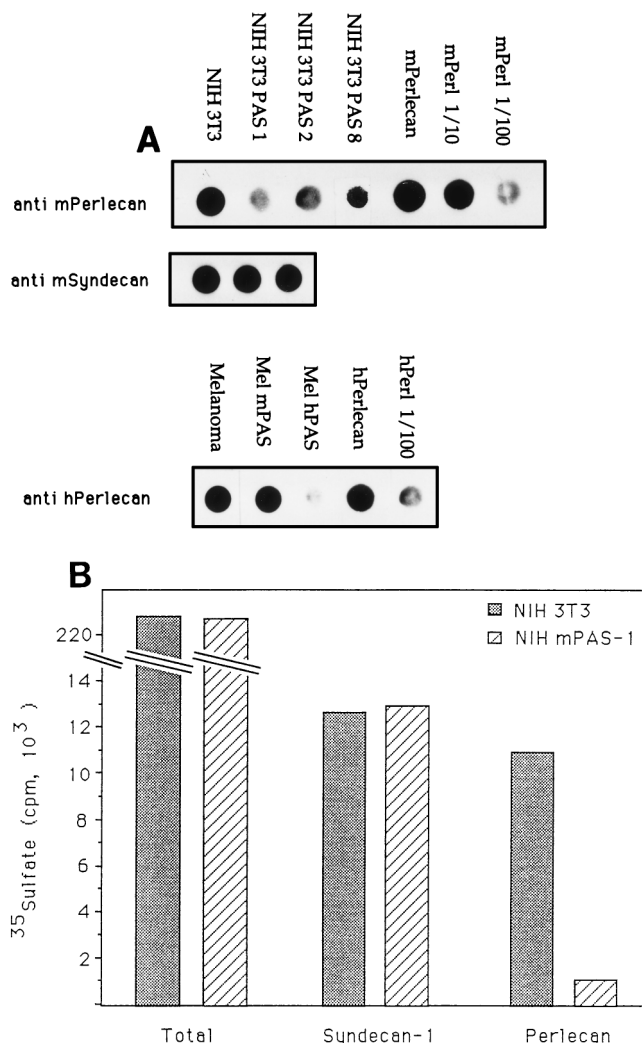 NIH 3T3
NIH 3T3 PAS 1
NIH 3T3 PAS 2
NIH 3T3 PAS 8
mPerlecan
mPerl 1/10
mPerl 1/100
A
anti mPerlecan
anti mSyndecan
Melanoma
Mel mPAS
Mel hPAS
hPerlecan
hPerl 1/100
anti hPerlecan
B
NIH 3T3
NIH mPAS-1
220
14
12
10
8
6
4
2
35Sulfate (cpm, 10^3)
Total
Syndecan-1
Perlecan